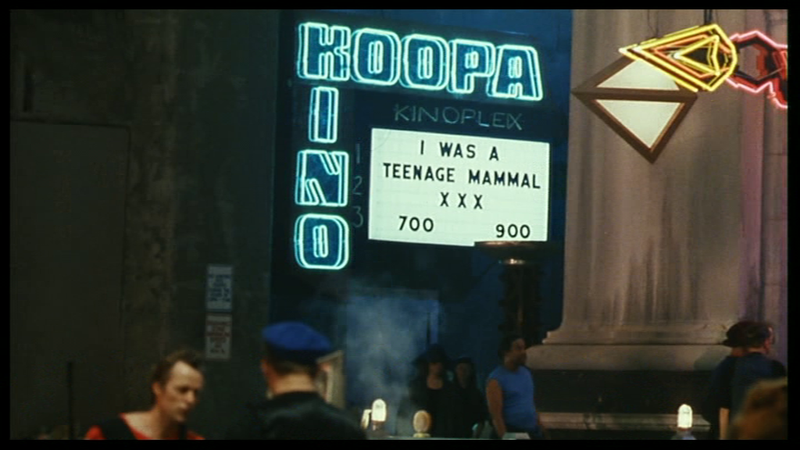 KOOPA
KINO
KINOPLEX
1
2
3
I WAS A
TEENAGE MAMMAL
XXX
700 900